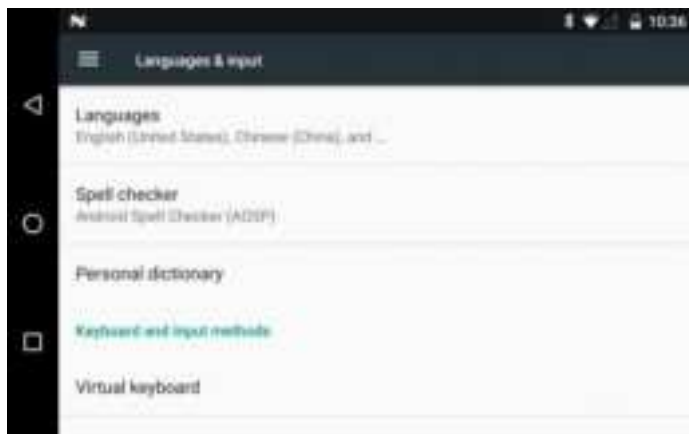 10:36
Languages & input
Languages
English (United States), Chinese (China), and ...
Spell checker
Android Spell Checker (AOSP)
Personal dictionary
Keyboard and input methods
Virtual keyboard